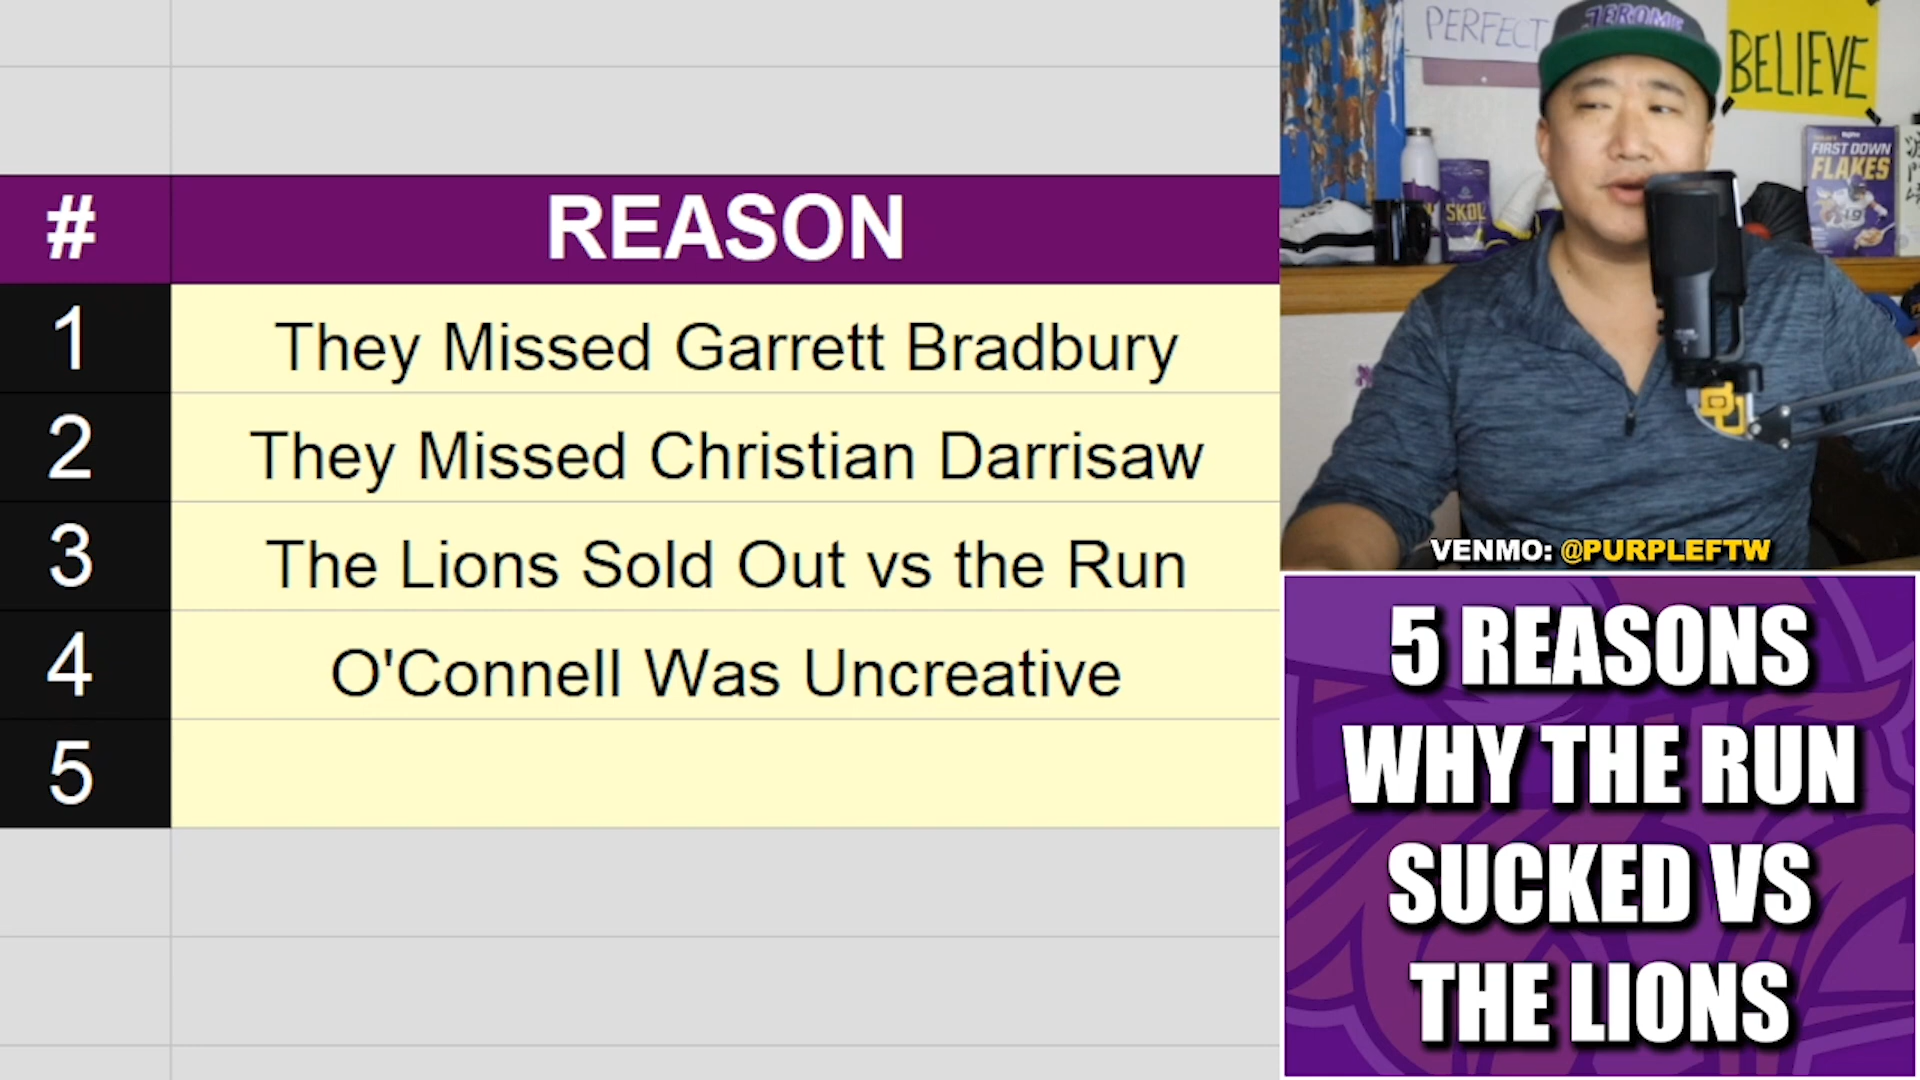 #
REASON
1
They Missed Garrett Bradbury
2
They Missed Christian Darrisaw
3
The Lions Sold Out vs the Run
4
O'Connell Was Uncreative
5
PERFECT
JEROME
BELIEVE
SKOL
FIRST DOWN
FLAKES
19
VENMO: @PURPLEFTW
5 REASONS
WHY THE RUN
SUCKED VS
THE LIONS